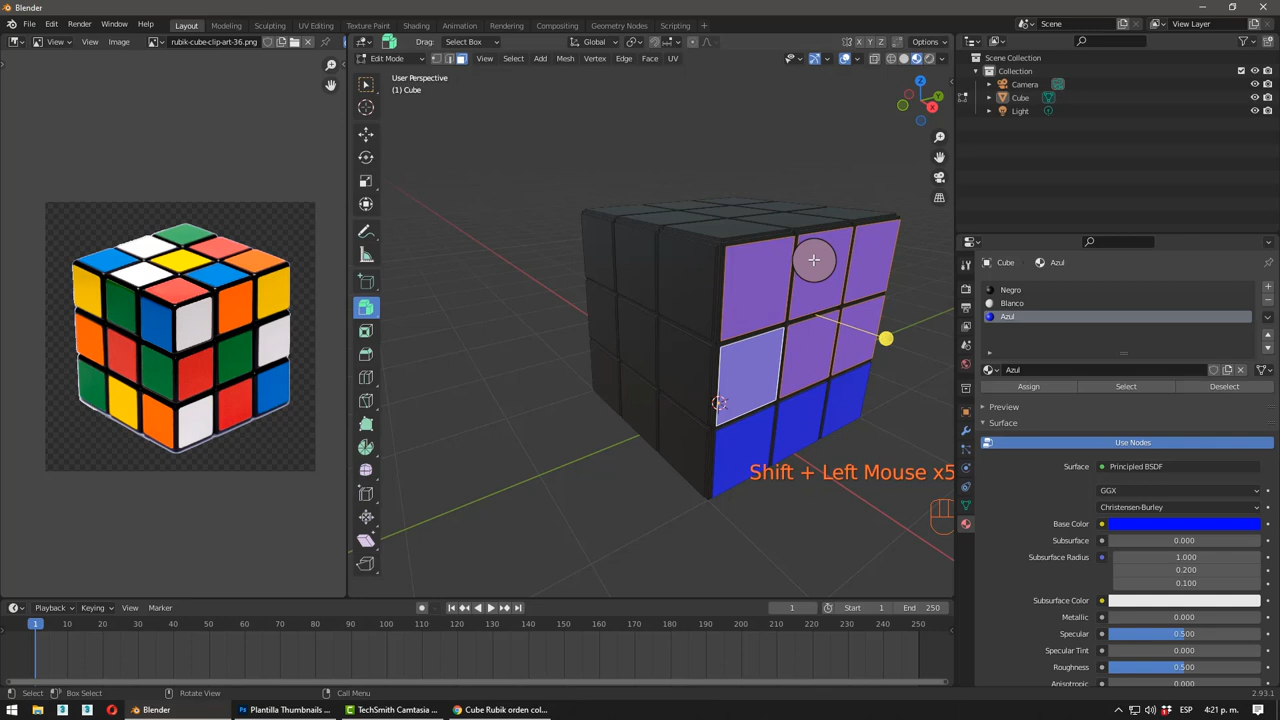 Blender
File Edit Render Window Help Layout Modeling Sculpting UV Editing Texture Paint Shading Animation Rendering Compositing Geometry Nodes Scripting + Scene View Layer
View View Image rubik-cube-clip-art-36.png Drag: Select Box Global X Y Z Options
Edit Mode View Select Add Mesh Vertex Edge Face UV
User Perspective
(1) Cube
Z
Y
X
Scene Collection
Collection
Camera
Cube
Light
Cube Azul
Negro
Blanco
Azul
Azul
Assign Select Deselect
Preview
Surface
Use Nodes
Surface Principled BSDF
GGX
Christensen-Burley
Base Color
Subsurface 0.000
Subsurface Radius 1.000
0.200
0.100
Subsurface Color
Metallic 0.000
Specular 0.500
Specular Tint 0.000
Roughness 0.500
Anisotropic 0.000
Shift + Left Mouse x5
Playback Keying View Marker 1 Start 1 End 250
1 10 20 30 40 50 60 70 80 90 100 110 120 130 140 150 160 170 180 190 200 210 220 230 240 250
Select Box Select Rotate View Call Menu 2.93.1
Blender Plantilla Thumbnails ... TechSmith Camtasia ... Cube Rubik orden col... ESP 4:21 p. m.